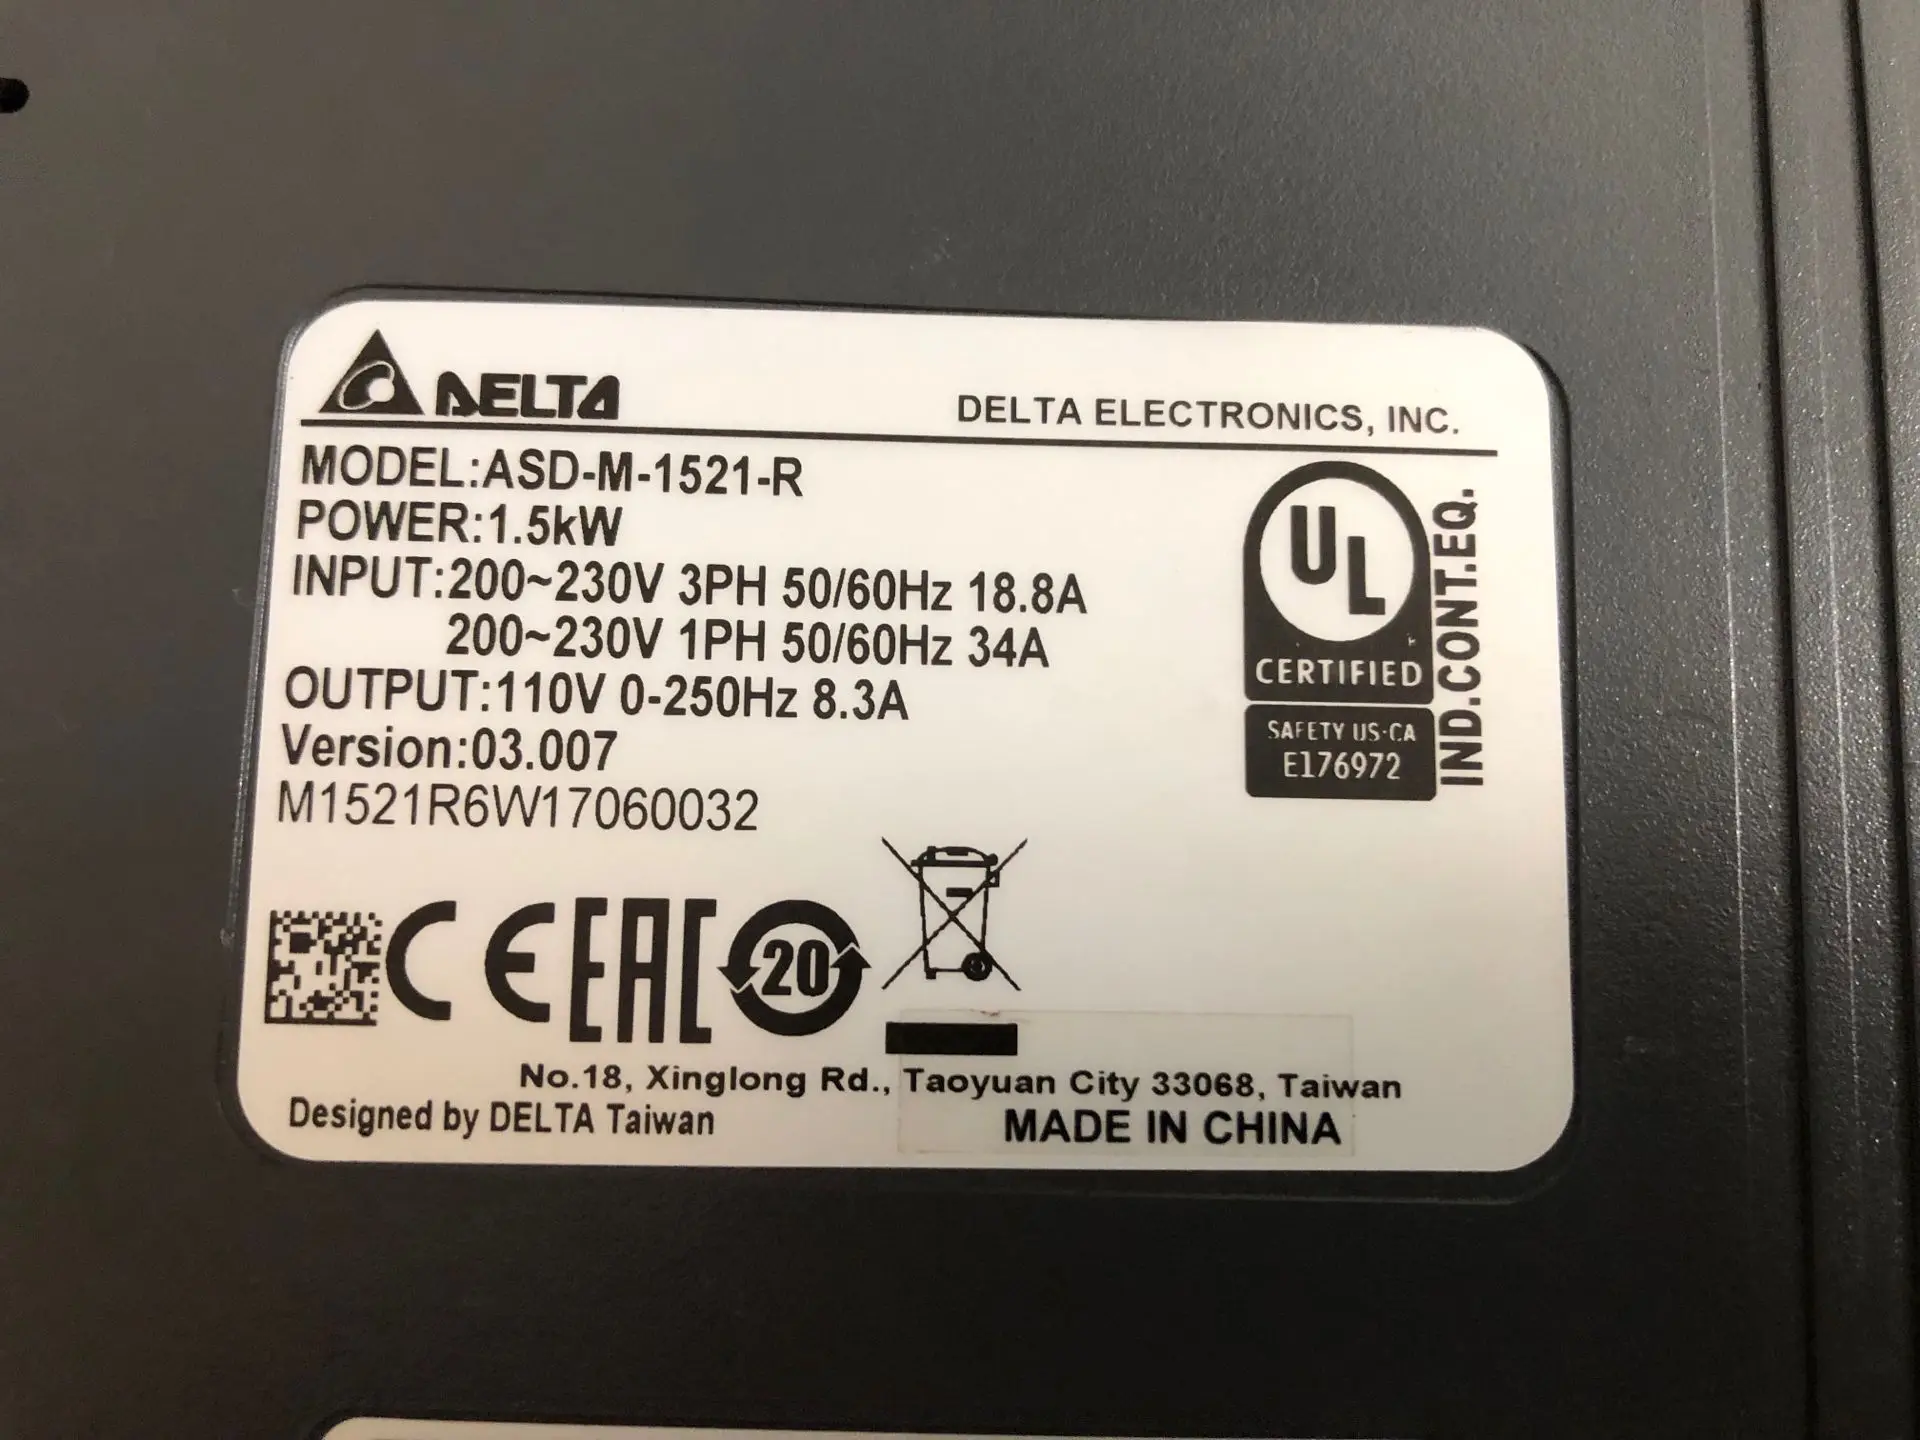 DELTA
DELTA ELECTRONICS, INC.
MODEL:ASD-M-1521-R
POWER:1.5kW
INPUT:200~230V 3PH 50/60Hz 18.8A
200~230V 1PH 50/60Hz 34A
OUTPUT:110V 0-250Hz 8.3A
Version:03.007
M1521R6W17060032
UL
CERTIFIED
SAFETY US-CA
E176972
IND.CONT.EQ.
CE EAC 20
No.18, Xinglong Rd., Taoyuan City 33068, Taiwan
Designed by DELTA Taiwan
MADE IN CHINA